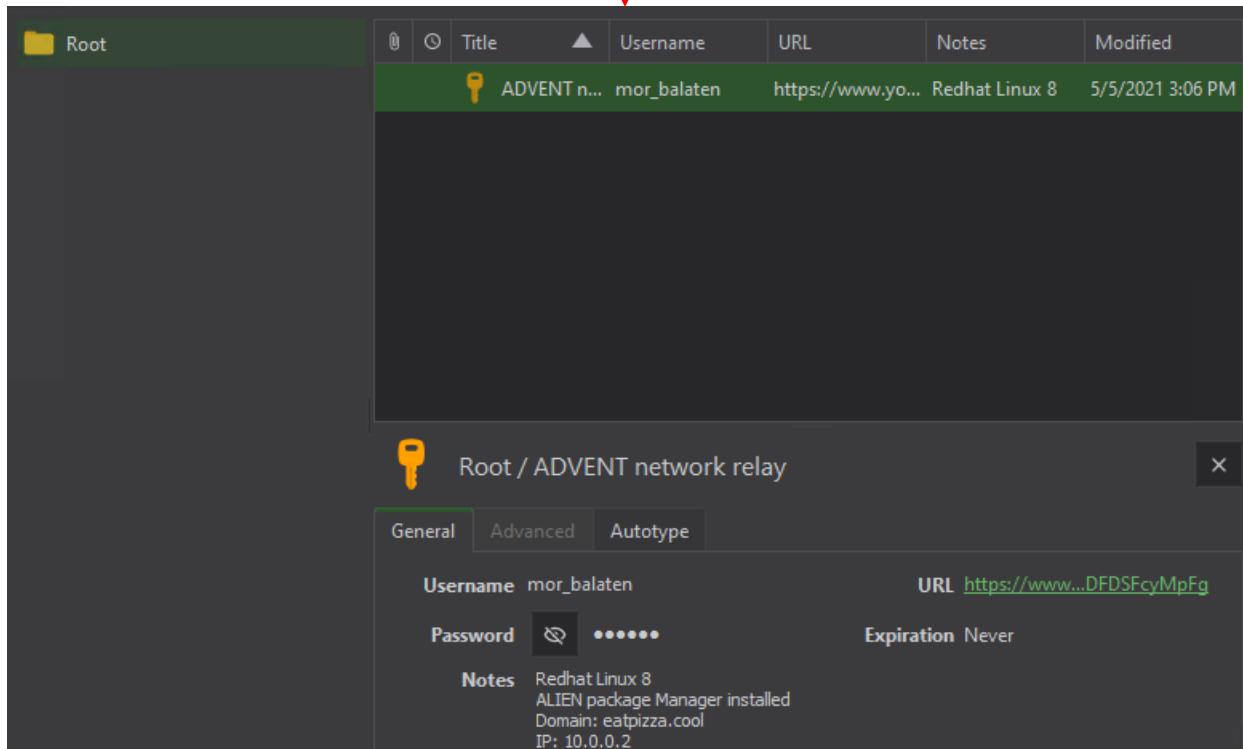 Root
Title Username URL Notes Modified
ADVENT n... mor_balaten https://www.yo... Redhat Linux 8 5/5/2021 3:06 PM
Root / ADVENT network relay
General Advanced Autotype
Username mor_balaten URL https://www...DFDSFcyMpFg
Password ●●●●●● Expiration Never
Notes Redhat Linux 8
ALIEN package Manager installed
Domain: eatpizza.cool
IP: 10.0.0.2